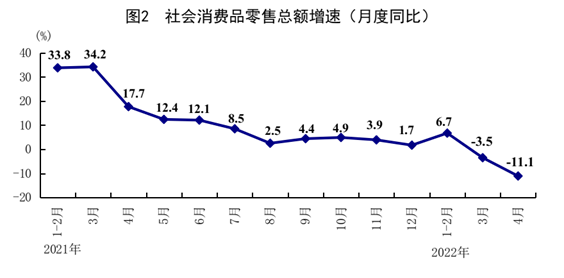 图2 社会消费品零售总额增速（月度同比）
(%)
40
30
20
10
0
-10
-20
33.8
34.2
17.7
12.4
12.1
8.5
2.5
4.4
4.9
3.9
1.7
6.7
-3.5
-11.1
1-2月
3月
4月
5月
6月
7月
8月
9月
10月
11月
12月
1-2月
3月
4月
2021年
2022年